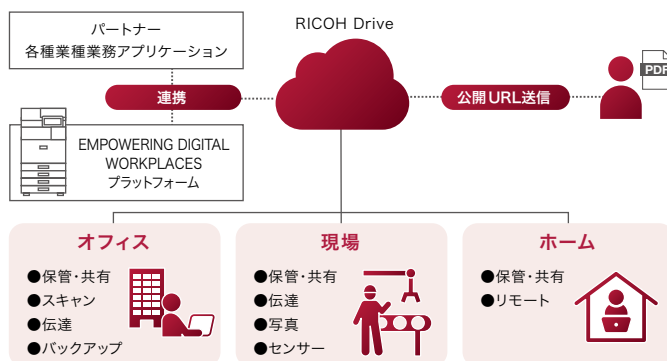 パートナー
各種業種業務アプリケーション
RICOH Drive
連携
公開URL送信
PDF
EMPOWERING DIGITAL
WORKPLACES
プラットフォーム
オフィス
●保管・共有
●スキャン
●伝達
●バックアップ
現場
●保管・共有
●伝達
●写真
●センサー
ホーム
●保管・共有
●リモート